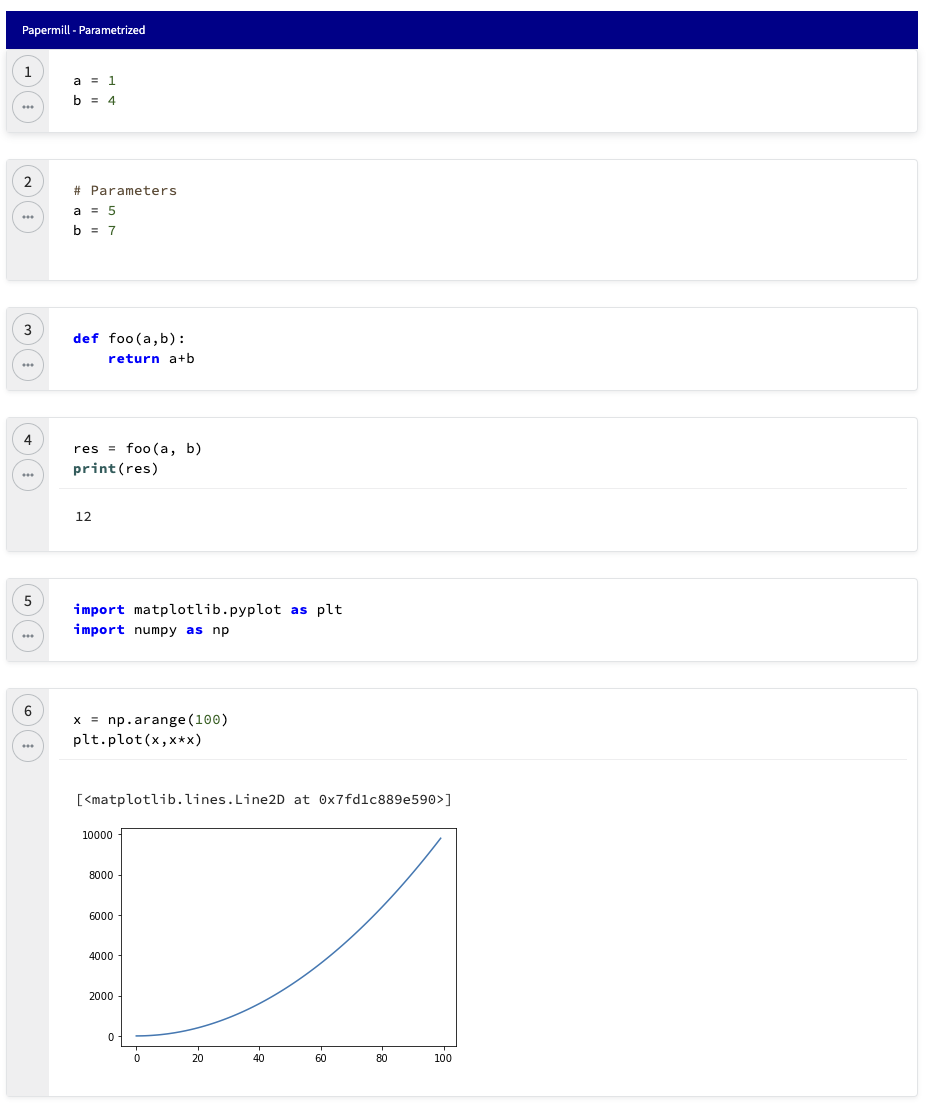 Papermill - Parametrized
1
a = 1
b = 4
2
# Parameters
a = 5
b = 7
3
def foo(a,b):
    return a+b
4
res = foo(a, b)
print(res)
12
5
import matplotlib.pyplot as plt
import numpy as np
6
x = np.arange(100)
plt.plot(x,x*x)
[<matplotlib.lines.Line2D at 0x7fd1c889e590>]
10000
8000
6000
4000
2000
0
0 20 40 60 80 100